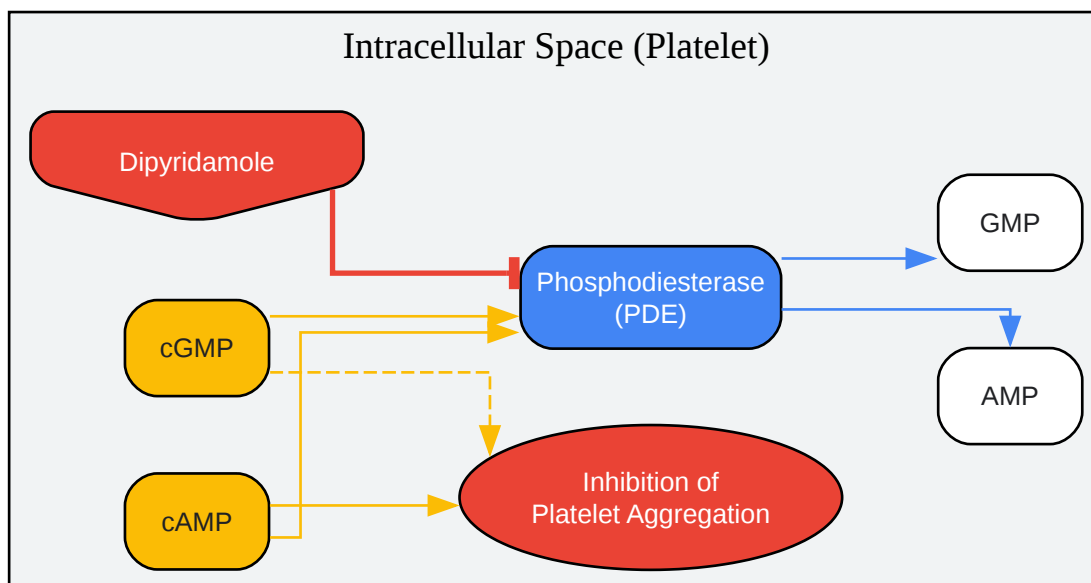 Intracellular Space (Platelet)
Dipyridamole
GMP
Phosphodiesterase
(PDE)
cGMP
AMP
cAMP
Inhibition of
Platelet Aggregation